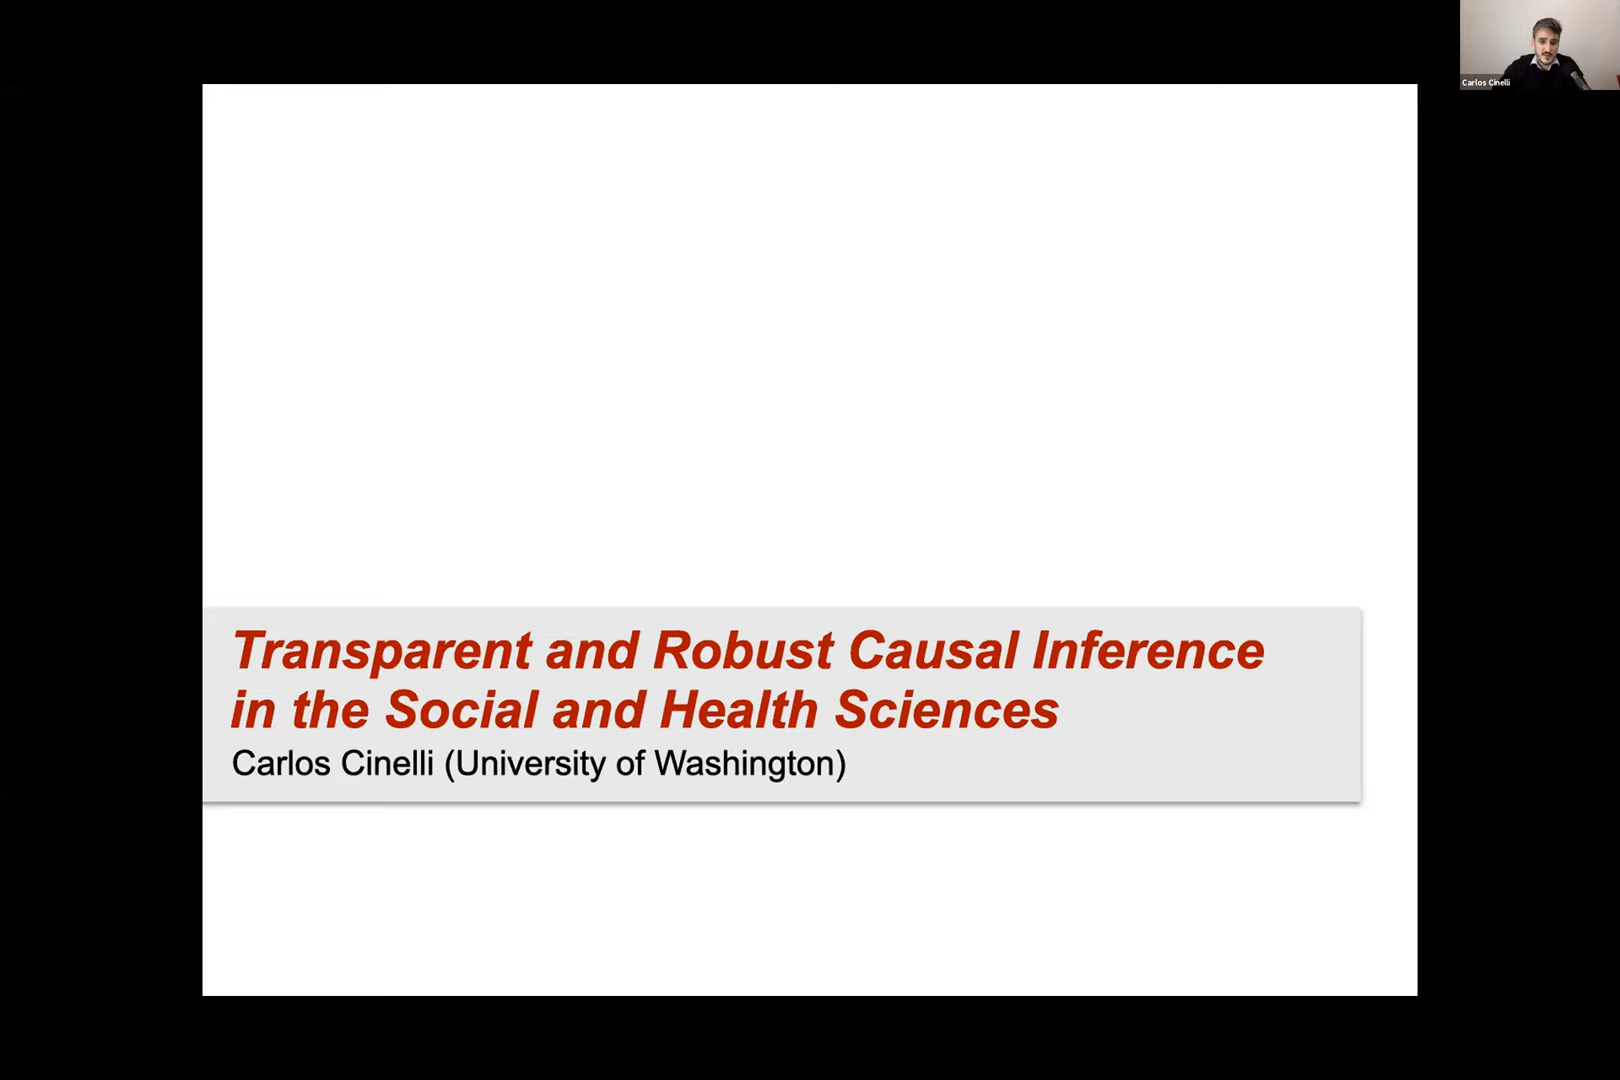 Carlos Cinelli
Transparent and Robust Causal Inference
in the Social and Health Sciences
Carlos Cinelli (University of Washington)